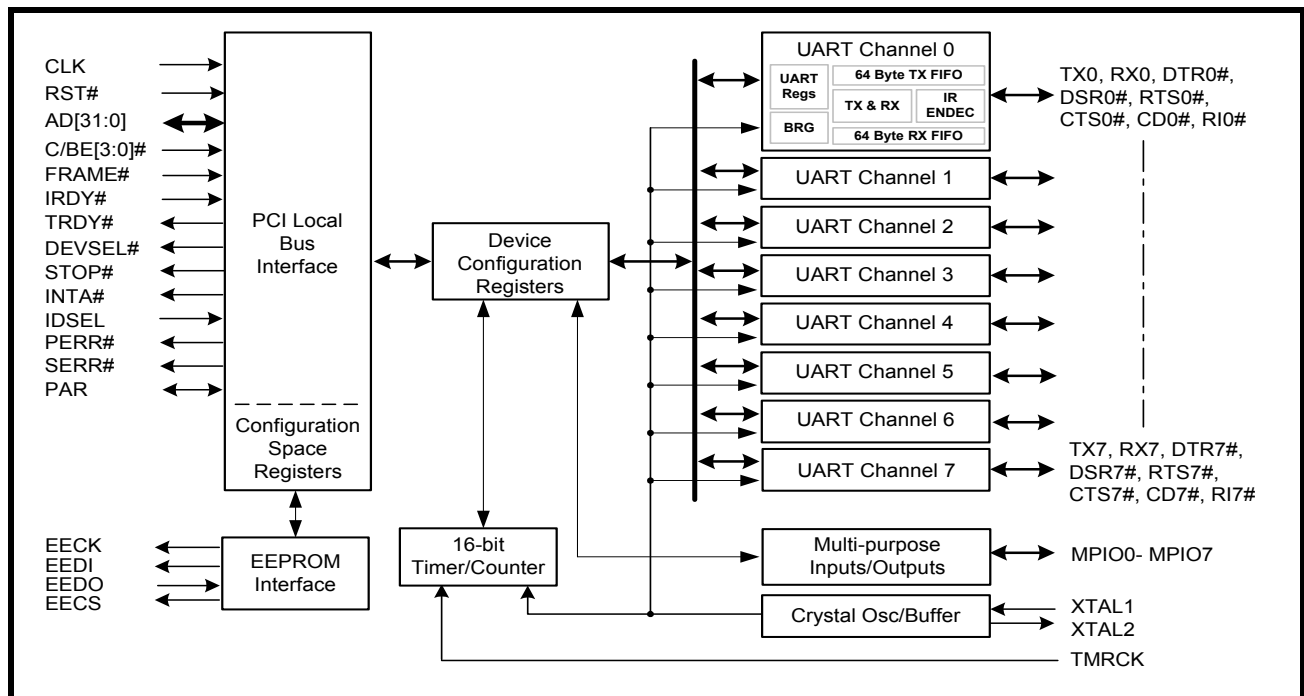 CLK
RST#
AD[31:0]
C/BE[3:0]#
FRAME#
IRDY#
TRDY#
DEVSEL#
STOP#
INTA#
IDSEL
PERR#
SERR#
PAR
EECK
EEDI
EEDO
EECS
PCI Local
Bus
Interface
Configuration
Space
Registers
EEPROM
Interface
Device
Configuration
Registers
16-bit
Timer/Counter
UART Channel 0
UART
Regs
BRG
64 Byte TX FIFO
TX & RX
IR
ENDEC
64 Byte RX FIFO
UART Channel 1
UART Channel 2
UART Channel 3
UART Channel 4
UART Channel 5
UART Channel 6
UART Channel 7
Multi-purpose
Inputs/Outputs
Crystal Osc/Buffer
TX0, RX0, DTR0#,
DSR0#, RTS0#,
CTS0#, CD0#, RI0#
TX7, RX7, DTR7#,
DSR7#, RTS7#,
CTS7#, CD7#, RI7#
MPIO0- MPIO7
XTAL1
XTAL2
TMRCK